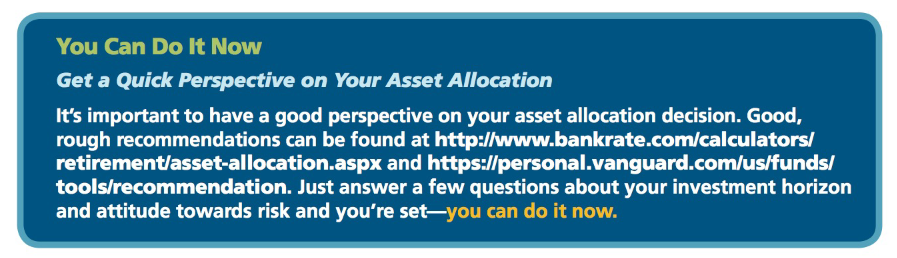 You Can Do It Now
Get a Quick Perspective on Your Asset Allocation
It’s important to have a good perspective on your asset allocation decision. Good,
rough recommendations can be found at http://www.bankrate.com/calculators/
retirement/asset-allocation.aspx and https://personal.vanguard.com/us/funds/
tools/recommendation. Just answer a few questions about your investment horizon
and attitude towards risk and you’re set—you can do it now.